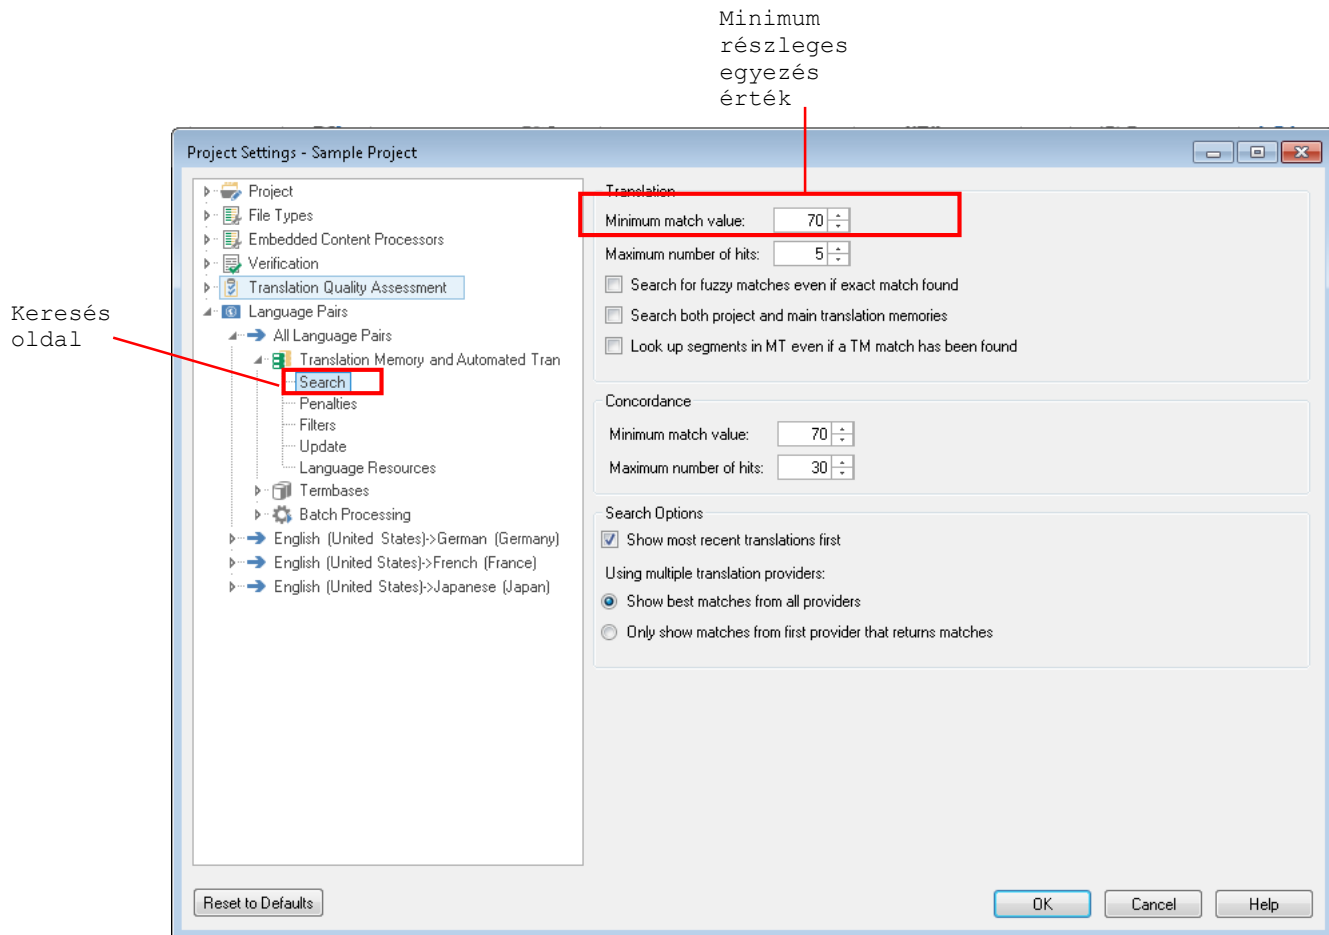 Minimum
részleges
egyezés
érték
Project Settings - Sample Project
Project
File Types
Embedded Content Processors
Verification
Translation Quality Assessment
Language Pairs
All Language Pairs
Translation Memory and Automated Tran
Search
Penalties
Filters
Update
Language Resources
Termbases
Batch Processing
English (United States)->German (Germany)
English (United States)->French (France)
English (United States)->Japanese (Japan)
Keresés
oldal
Translation
Minimum match value: 70
Maximum number of hits: 5
Search for fuzzy matches even if exact match found
Search both project and main translation memories
Look up segments in MT even if a TM match has been found
Concordance
Minimum match value: 70
Maximum number of hits: 30
Search Options
Show most recent translations first
Using multiple translation providers:
Show best matches from all providers
Only show matches from first provider that returns matches
Reset to Defaults
OK
Cancel
Help